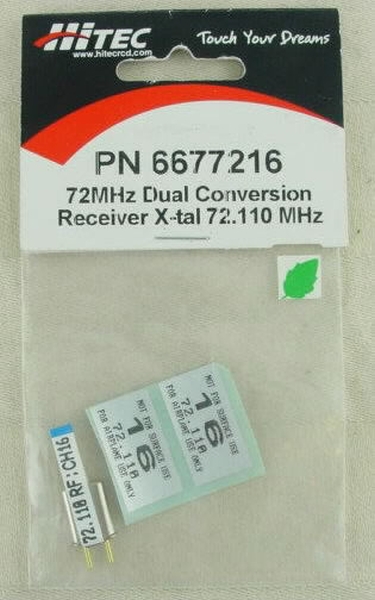 HITEC
www.hitecrcd.com
Touch Your Dreams
PN 6677216
72MHz Dual Conversion
Receiver X-tal 72.110 MHz
NOT FOR SURFACE USE
16
72.110
FOR AIRPLANE USE ONLY
NOT FOR SURFACE USE
16
72.110
FOR AIRPLANE USE ONLY
72.110 RF:CH16